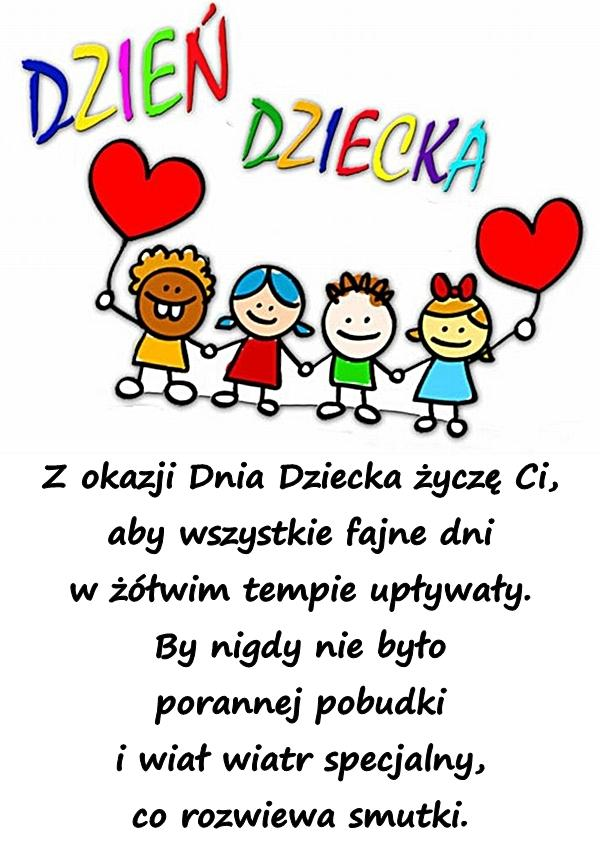 DZIEŃ
DZIECKA
Z okazji Dnia Dziecka życzę Ci,
aby wszystkie fajne dni
w żółwim tempie upływały.
By nigdy nie było
porannej pobudki
i wiał wiatr specjalny,
co rozwiewa smutki.